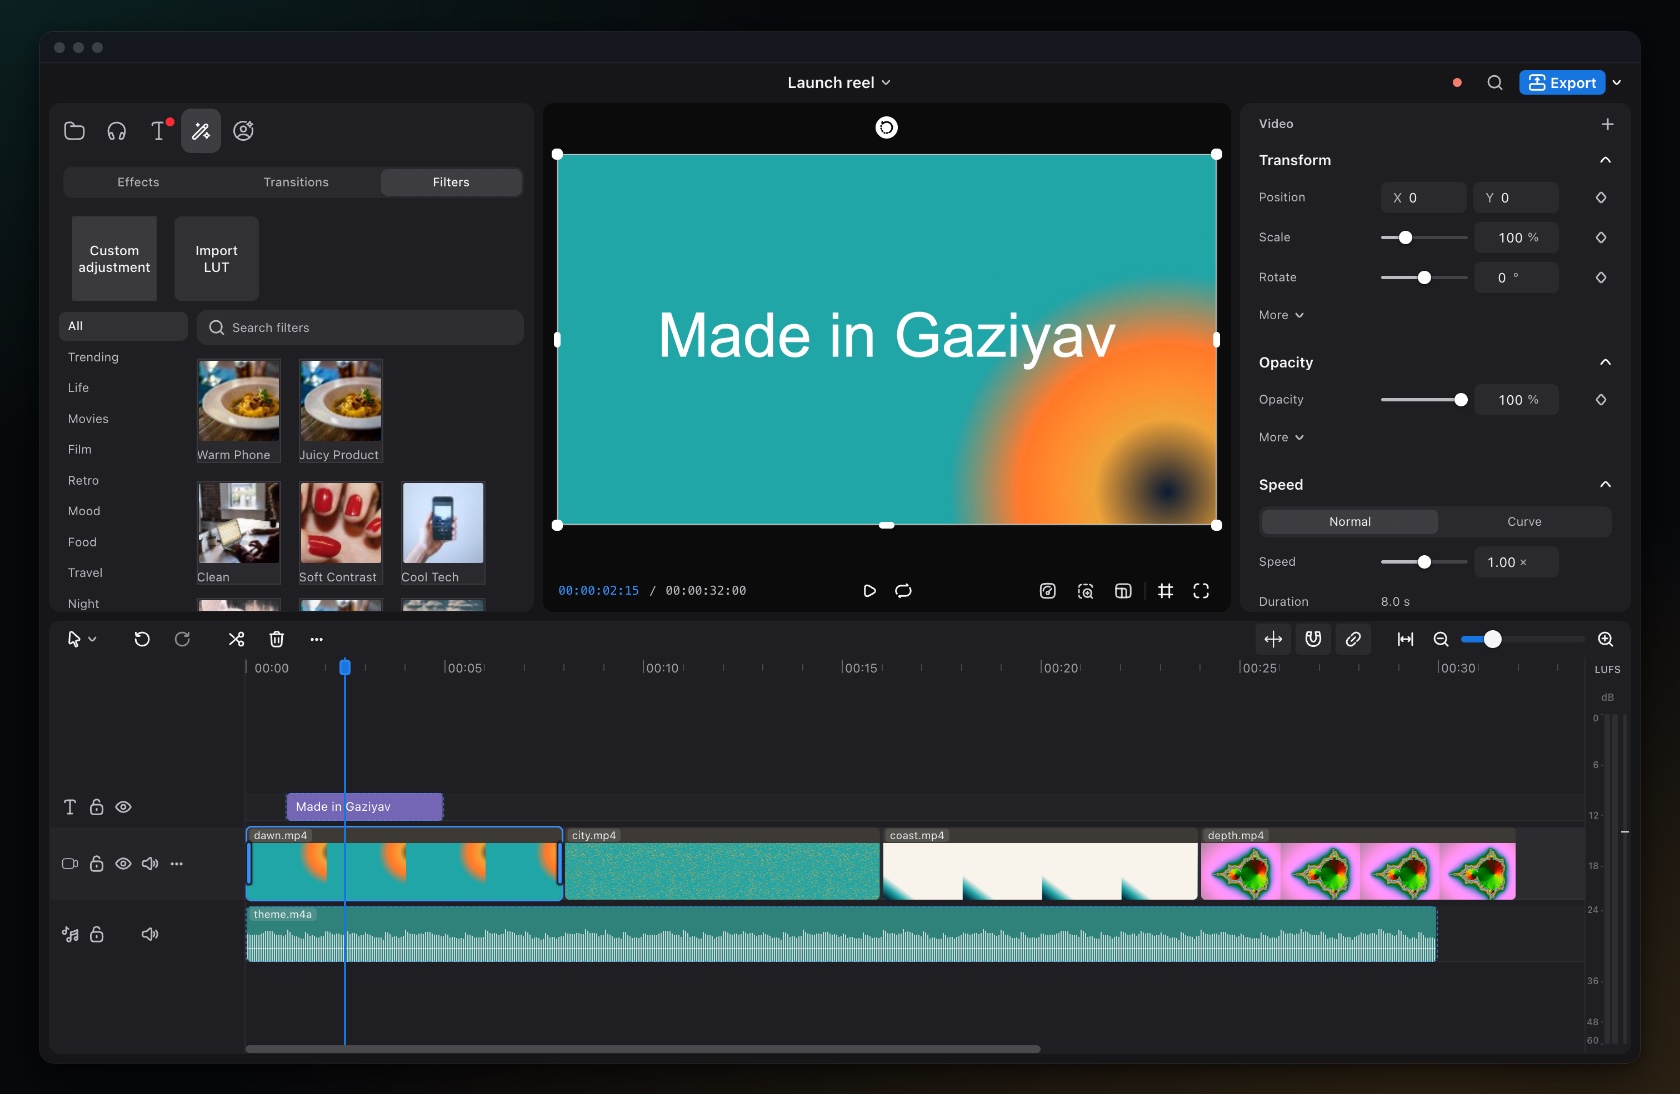 Launch reel
Export
Effects
Transitions
Filters
Custom
adjustment
Import
LUT
All
Search filters
Trending
Life
Movies
Film
Retro
Mood
Food
Travel
Night
Warm Phone
Juicy Product
Clean
Soft Contrast
Cool Tech
Made in Gaziyav
00:00:02:15 / 00:00:32:00
Video
Transform
Position
X 0
Y 0
Scale
100 %
Rotate
0 °
More
Opacity
Opacity
100 %
More
Speed
Normal
Curve
Speed
1.00 ×
Duration
8.0 s
00:00
00:05
00:10
00:15
00:20
00:25
00:30
LUFS
dB
0
6
12
18
24
36
48
60
Made in Gaziyav
dawn.mp4
city.mp4
coast.mp4
depth.mp4
theme.m4a